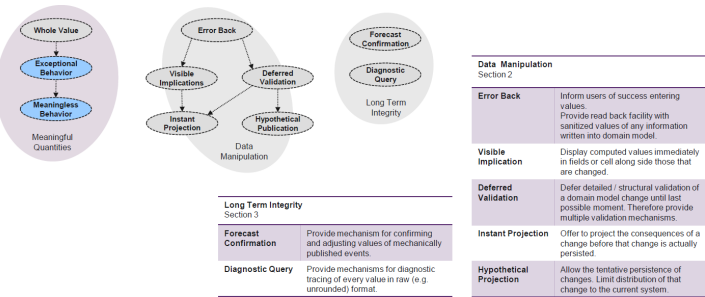 Whole Value
Exceptional
Behavior
Meaningless
Behavior
Meaningful
Quantities
Error Back
Visible
Implications
Deferred
Validation
Instant
Projection
Hypothetical
Publication
Data
Manipulation
Forecast
Confirmation
Diagnostic
Query
Long Term
Integrity
Data Manipulation
Section 2
Error Back
Inform users of success entering
values.
Provide read back facility with
sanitized values of any information
written into domain model.
Visible
Implication
Display computed values immediately
in fields or cell along side those that
are changed.
Deferred
Validation
Defer detailed / structural validation of
a domain model change until last
possible moment. Therefore provide
multiple validation mechanisms.
Instant Projection
Offer to project the consequences of a
change before that change is actually
persisted.
Hypothetical
Projection
Allow the tentative persistence of
changes. Limit distribution of that
change to the current system.
Long Term Integrity
Section 3
Forecast
Confirmation
Provide mechanism for confirming
and adjusting values of mechanically
published events.
Diagnostic Query
Provide mechanisms for diagnostic
tracing of every value in raw (e.g.
unrounded) format.